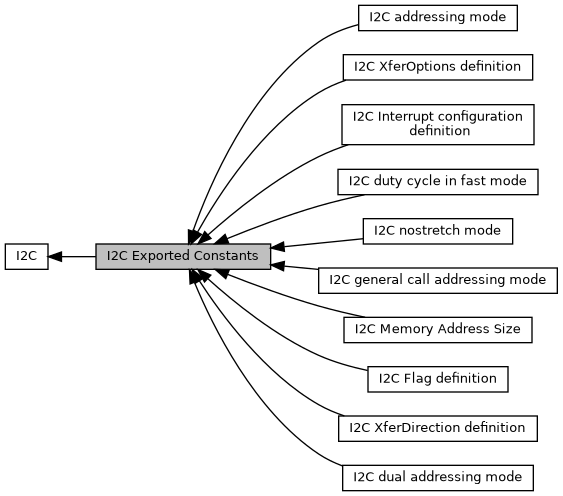 I2C addressing mode
I2C XferOptions definition
I2C Interrupt configuration
definition
I2C duty cycle in fast mode
I2C nostretch mode
I2C
I2C Exported Constants
I2C general call addressing mode
I2C Memory Address Size
I2C Flag definition
I2C XferDirection definition
I2C dual addressing mode